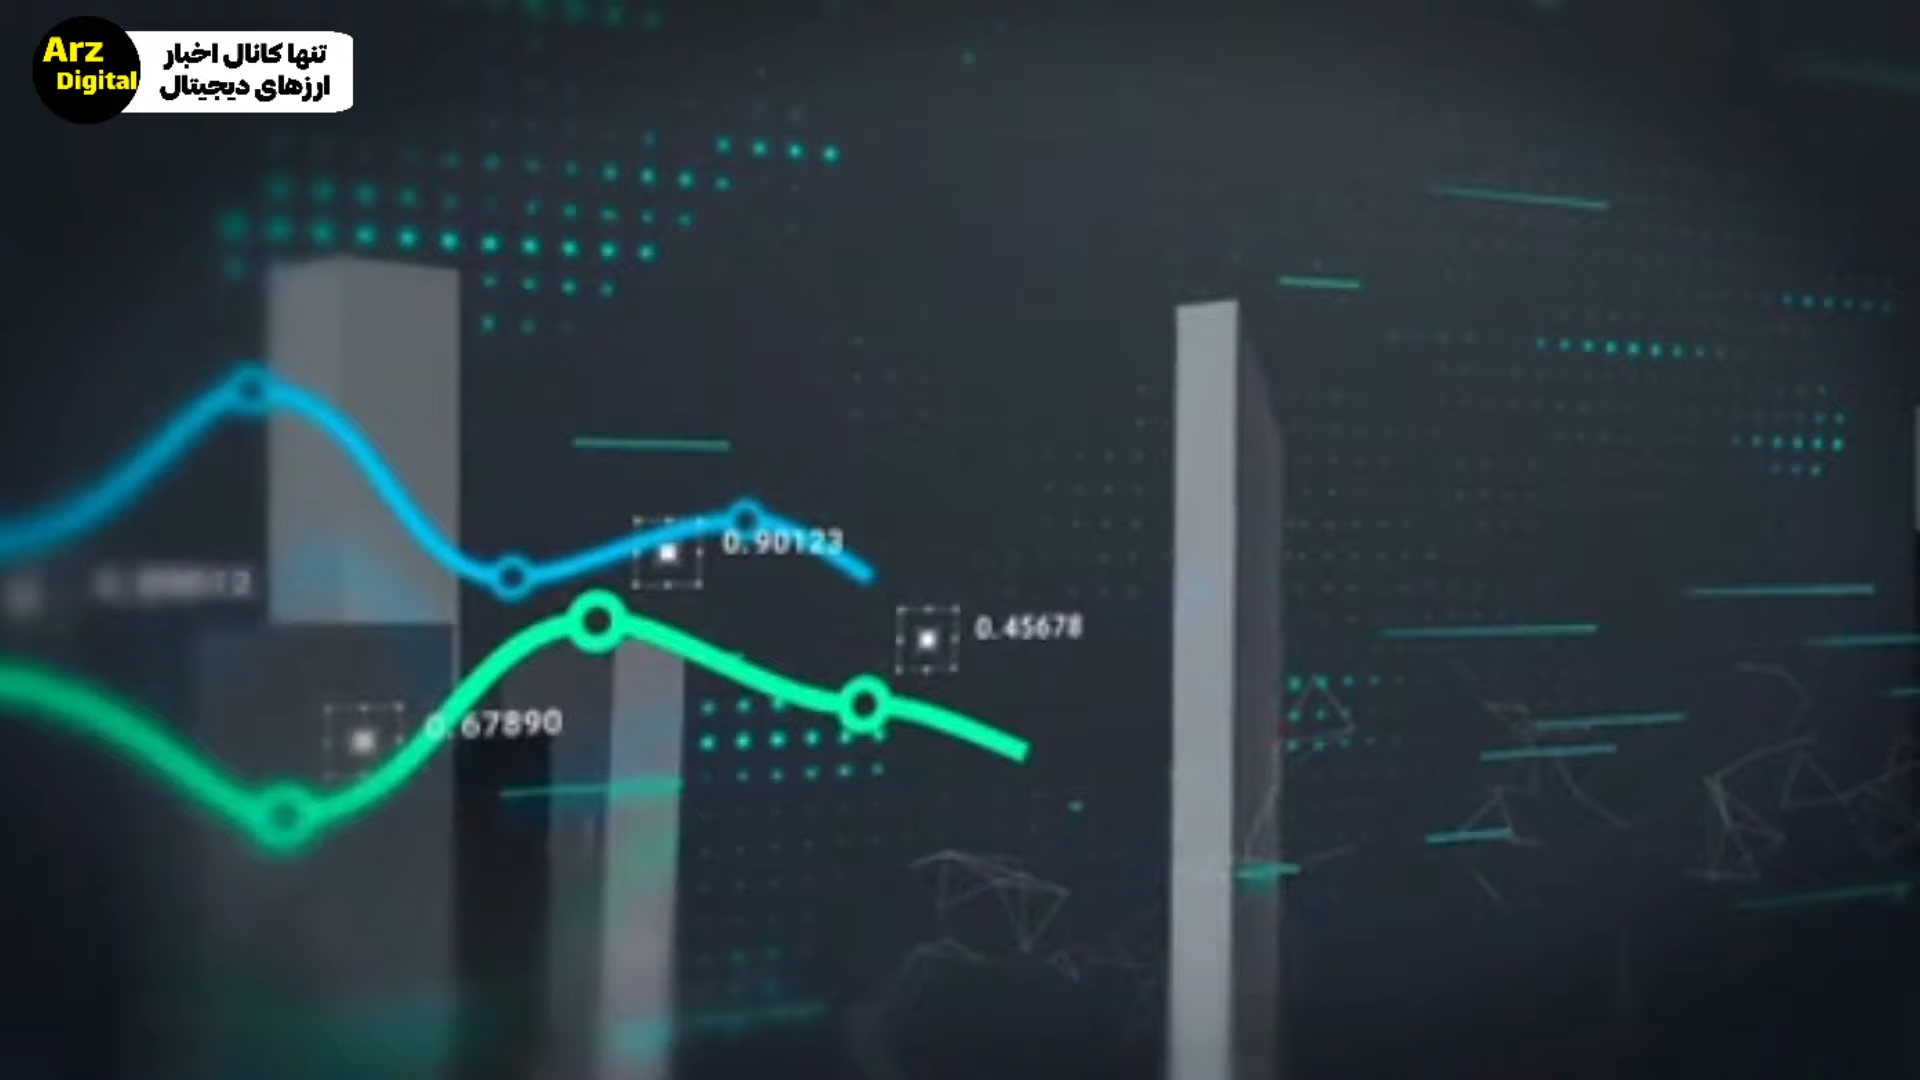 Arz
Digital
تنها کانال اخبار
ارزهای دیجیتال
0.90123
0.45678
0.67890